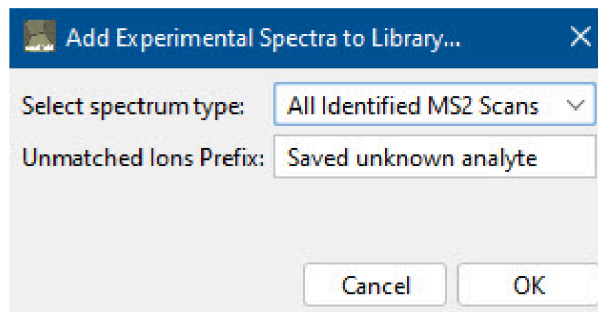 Add Experimental Spectra to Library...
Select spectrum type: All Identified MS2 Scans
Unmatched Ions Prefix: Saved unknown analyte
Cancel OK